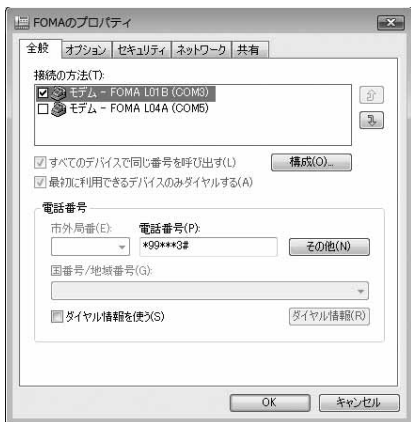 FOMAのプロパティ
全般 オプション セキュリティ ネットワーク 共有
接続の方法(T):
モデム - FOMA L01B (COM3)
モデム - FOMA L04A (COM5)
すべてのデバイスで同じ番号を呼び出す(L) 構成(O)...
最初に利用できるデバイスのみダイヤルする(A)
電話番号
市外局番(E): 電話番号(P):
*99***3# その他(N)
国番号/地域番号(G):
ダイヤル情報を使う(S) ダイヤル情報(R)
OK キャンセル